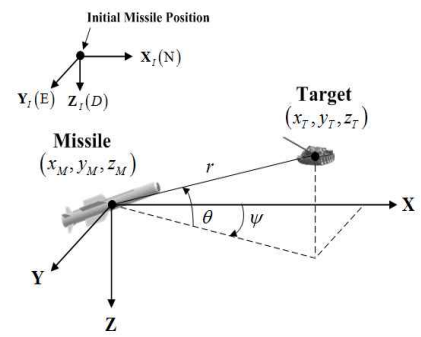 Initial Missile Position
X_I(N)
Y_I(E) Z_I(D)
Target
(x_T, y_T, z_T)
Missile
(x_M, y_M, z_M)
r
X
θ ψ
Y
Z